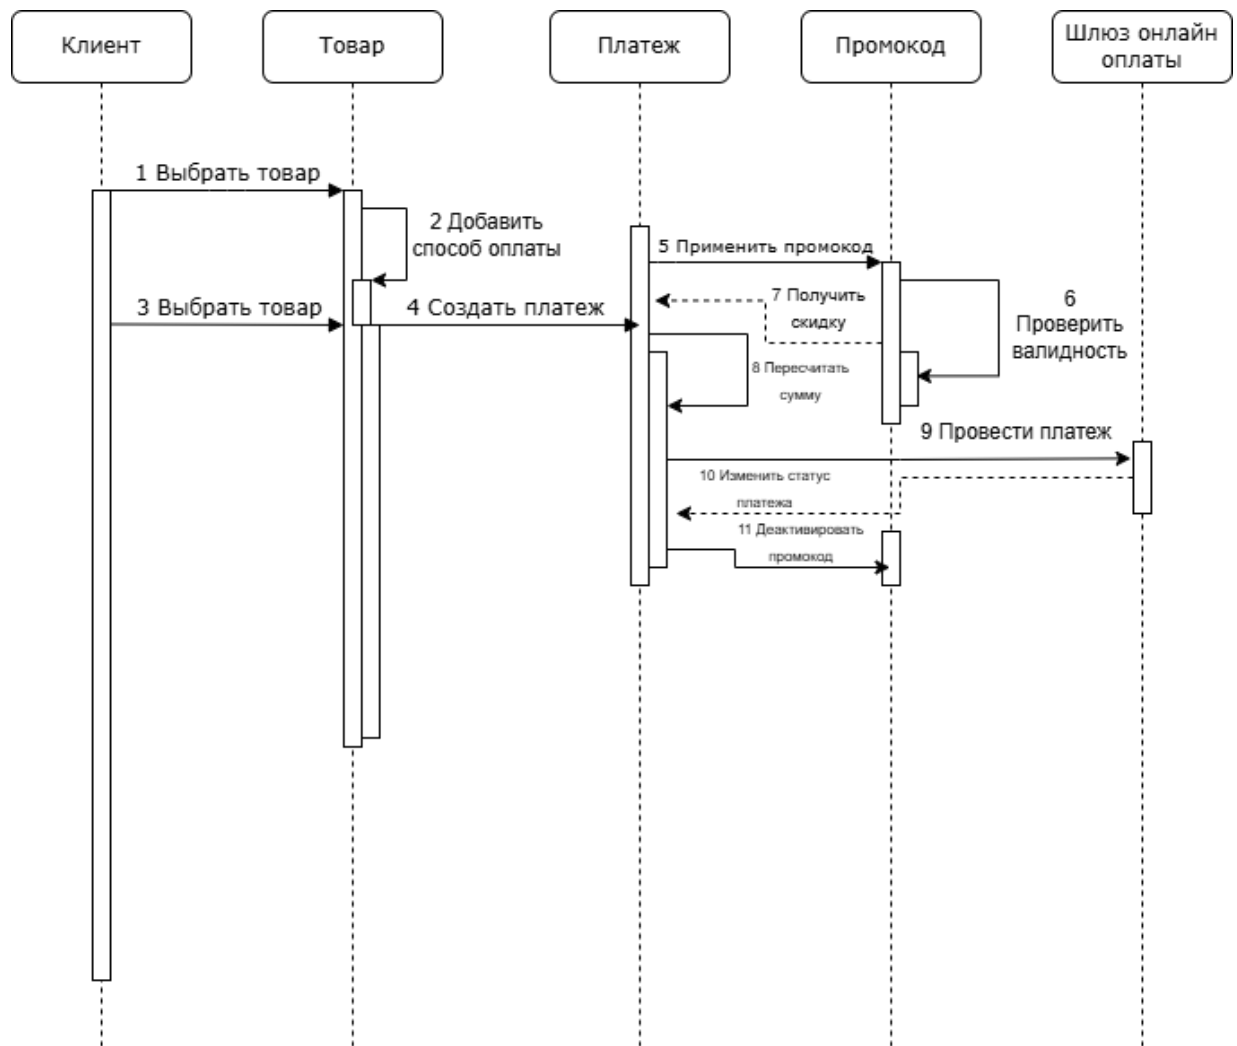 Клиент
Товар
Платеж
Промокод
Шлюз онлайн
оплаты
1 Выбрать товар
2 Добавить
способ оплаты
5 Применить промокод
3 Выбрать товар
4 Создать платеж
7 Получить
скидку
6
Проверить
валидность
8 Пересчитать
сумму
9 Провести платеж
10 Изменить статус
платежа
11 Деактивировать
промокод